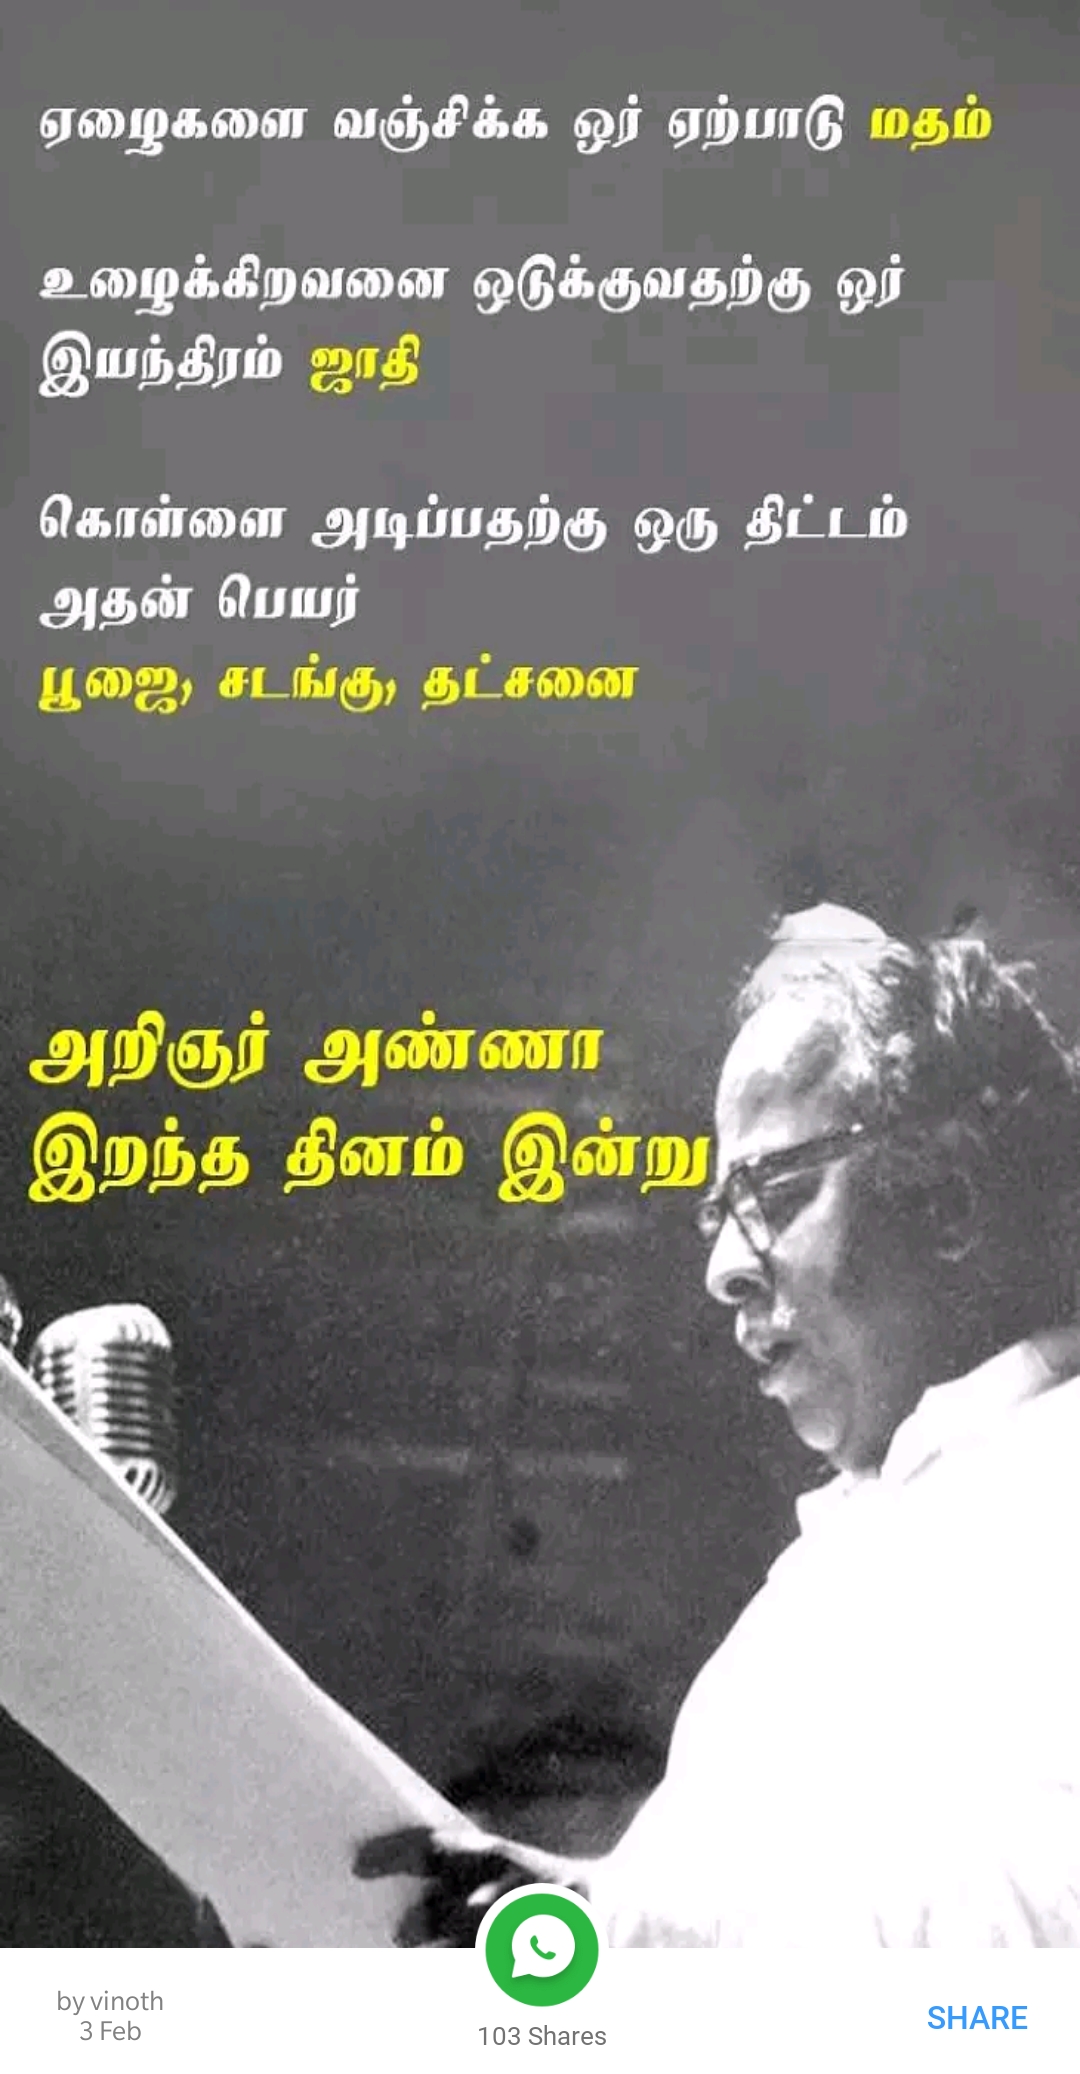 ஏழைகளை வஞ்சிக்க ஓர் ஏற்பாடு மதம்
உழைக்கிறவனை ஒடுக்குவதற்கு ஓர்
இயந்திரம் ஜாதி
கொள்ளை அடிப்பதற்கு ஒரு திட்டம்
அதன் பெயர்
பூஜை, சடங்கு, தட்சனை
அறிஞர் அண்ணா
இறந்த தினம் இன்று
by vinoth
3 Feb
103 Shares
SHARE